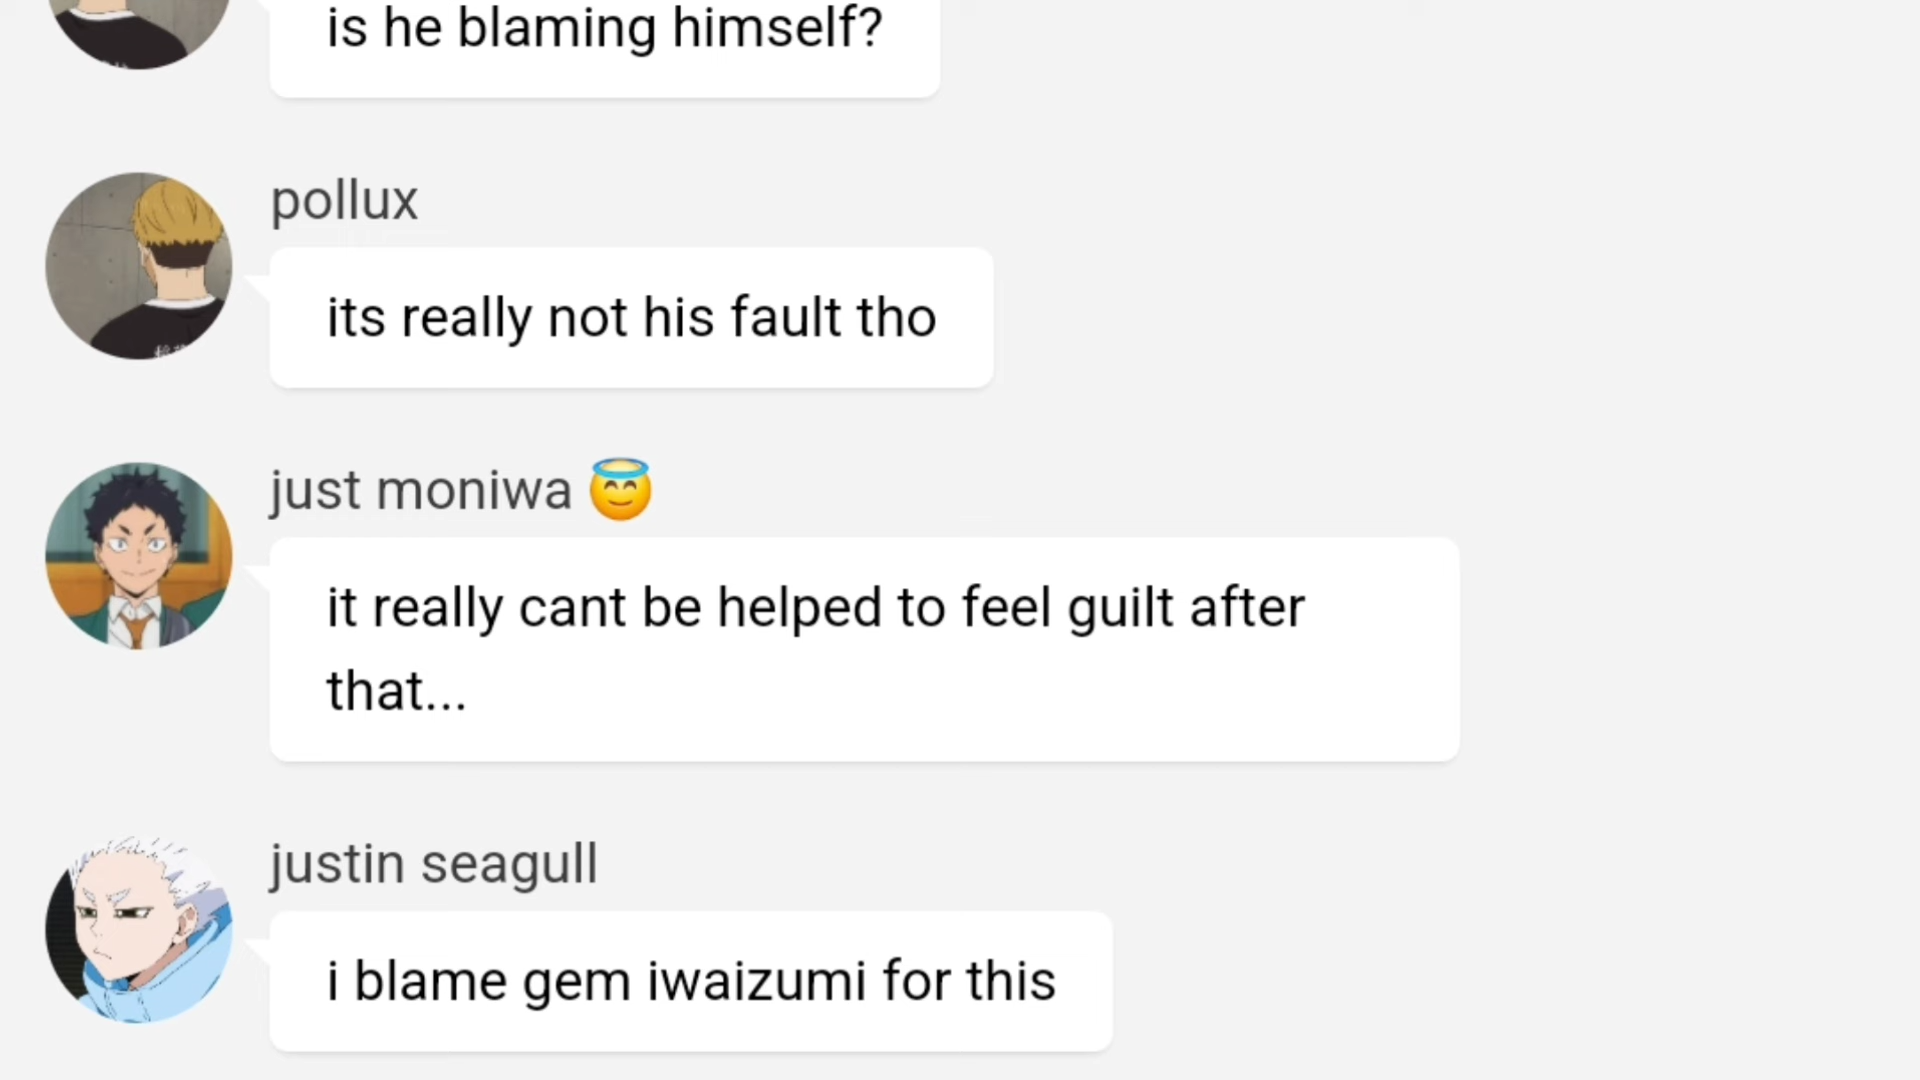 is he blaming himself?
pollux
its really not his fault tho
just moniwa 😇
it really cant be helped to feel guilt after
that...
justin seagull
i blame gem iwaizumi for this